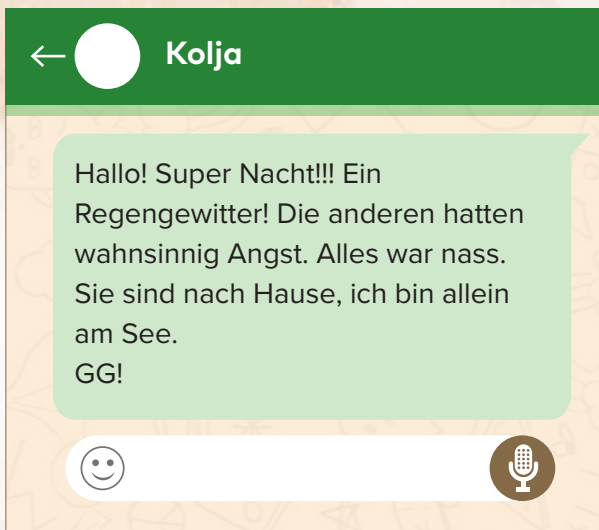 Kolja
Hallo! Super Nacht!!! Ein
Regengewitter! Die anderen hatten
wahnsinnig Angst. Alles war nass.
Sie sind nach Hause, ich bin allein
am See.
GG!